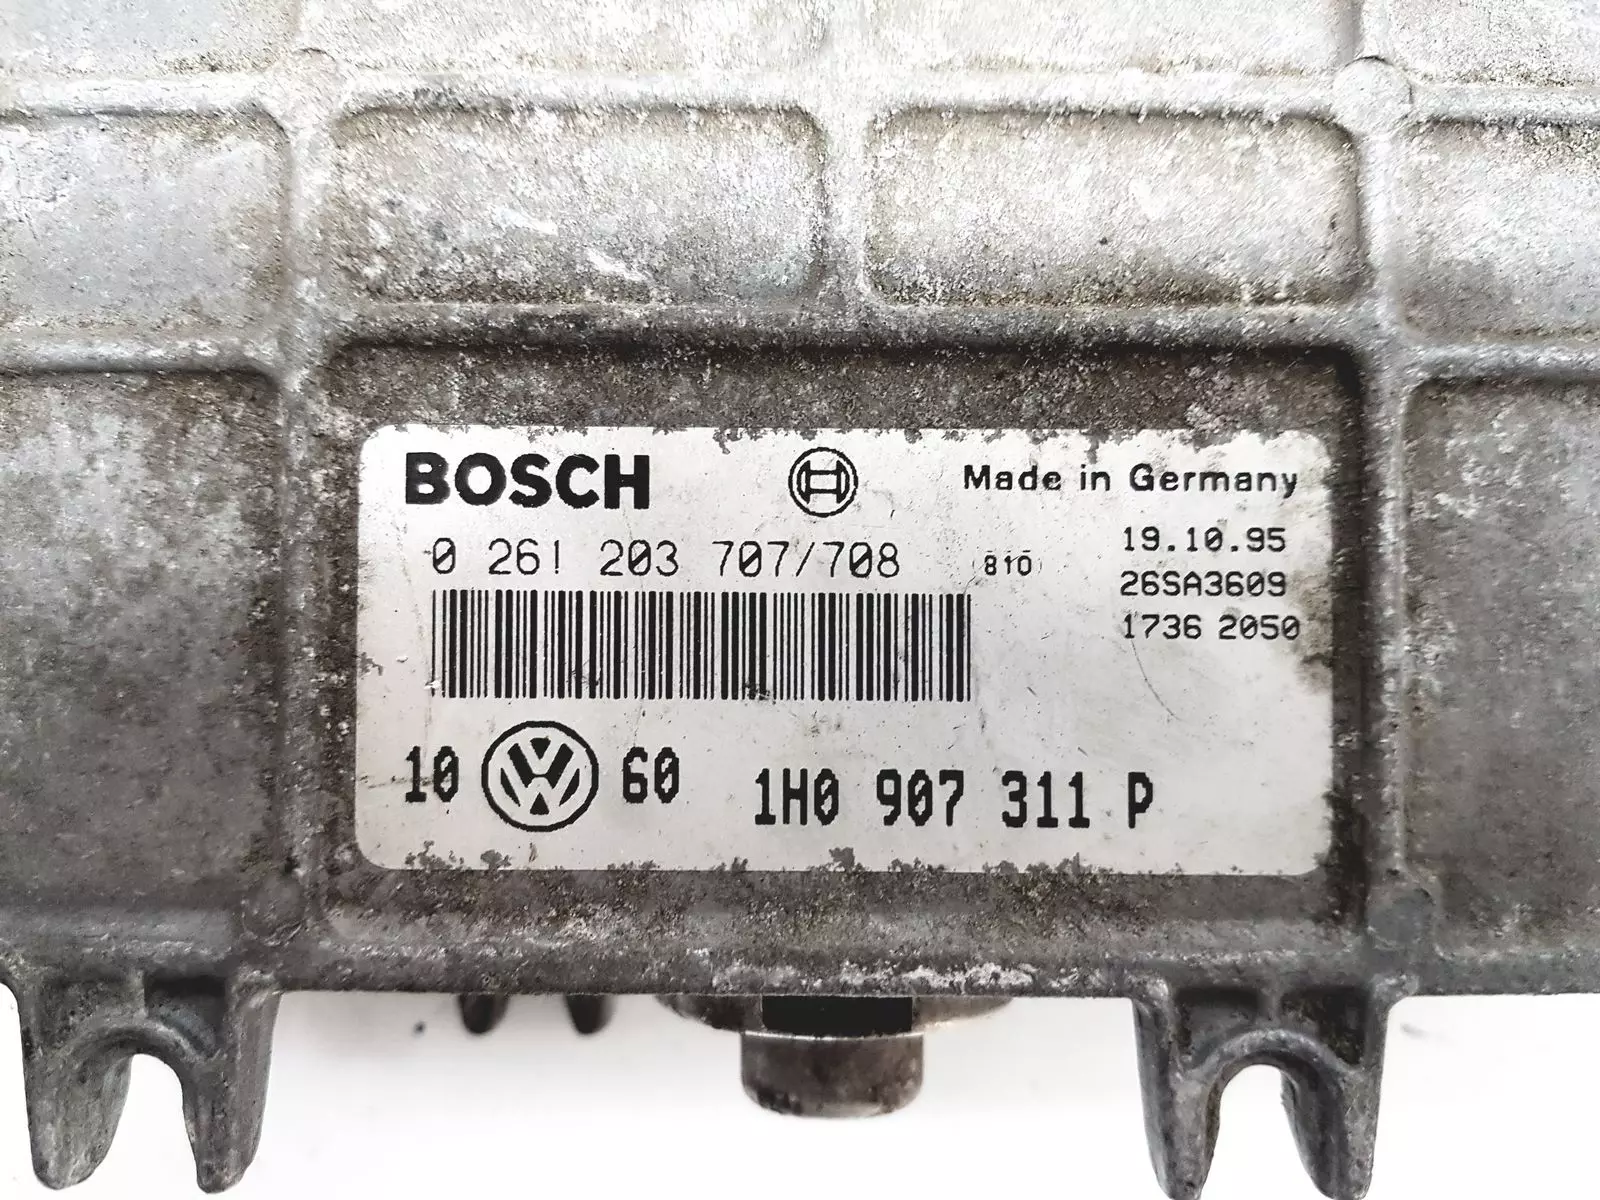 BOSCH
Made in Germany
0 261 203 707/708
810
19.10.95
26SA3609
1736 2050
10 VW 60
1H0 907 311 P